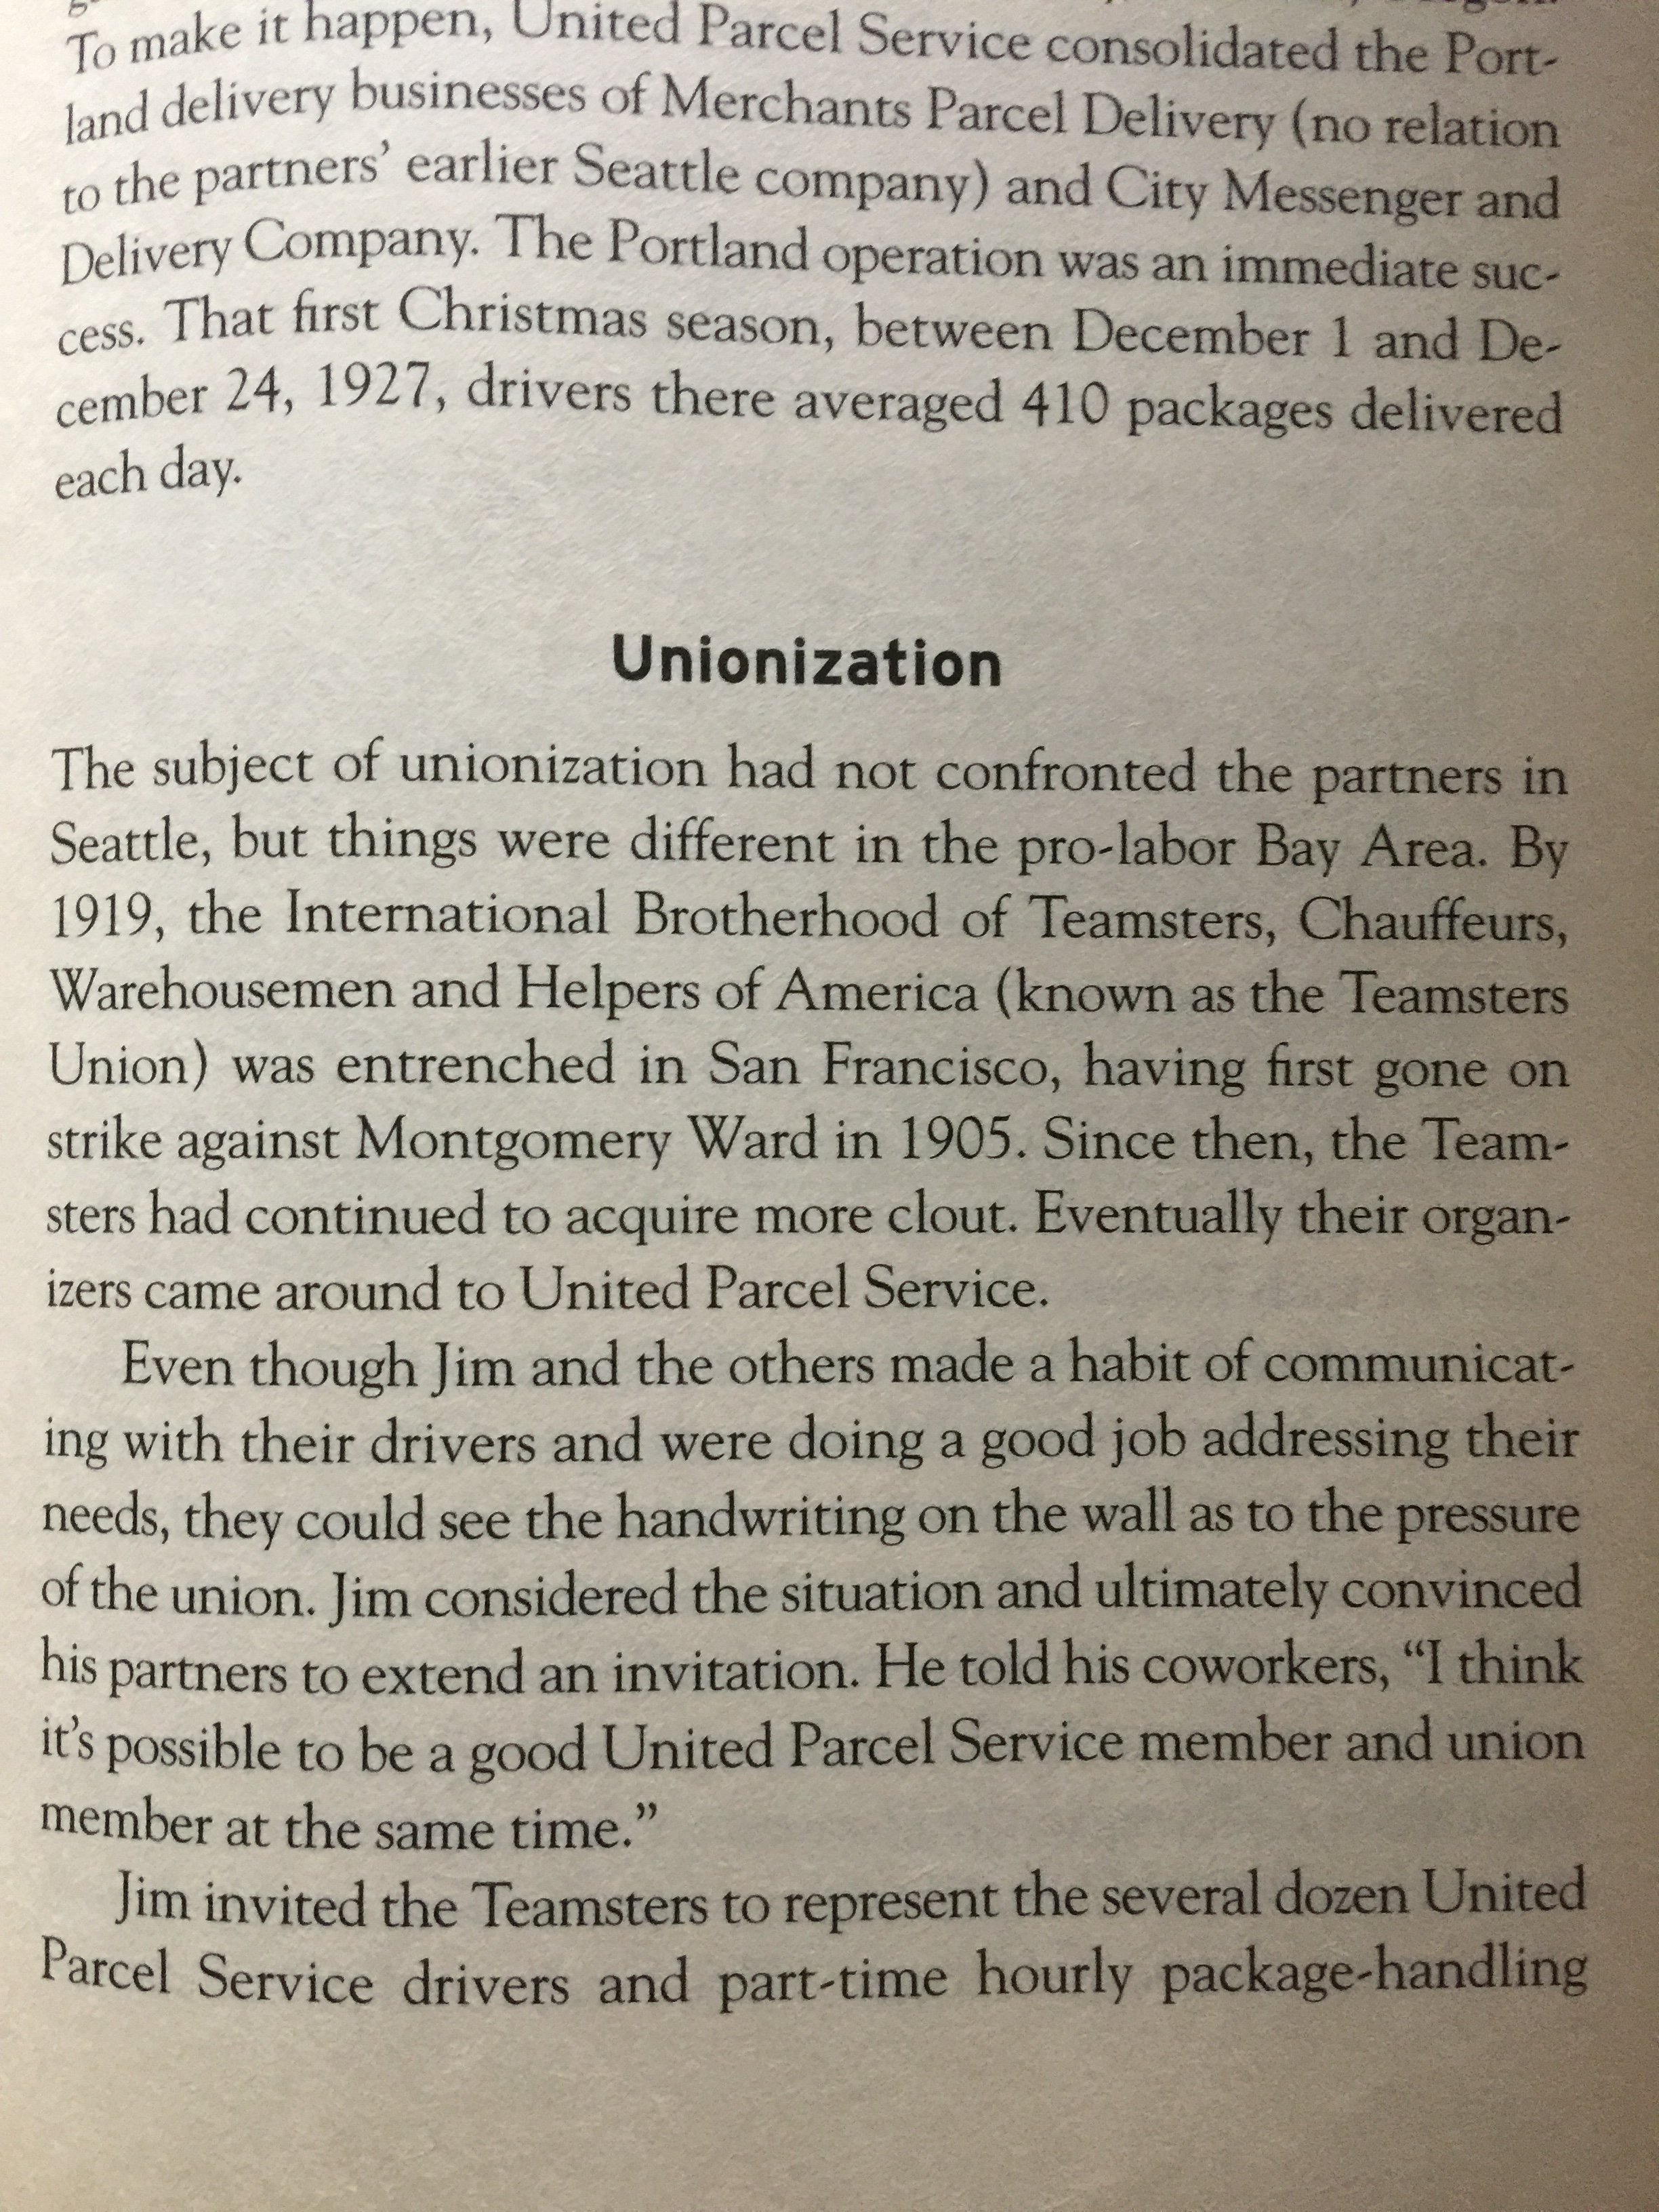 To make it happen, United Parcel Service consolidated the Port-
land delivery businesses of Merchants Parcel Delivery (no relation
to the partners’ earlier Seattle company) and City Messenger and
Delivery Company. The Portland operation was an immediate suc-
cess. That first Christmas season, between December 1 and De-
cember 24, 1927, drivers there averaged 410 packages delivered
each day.
Unionization
The subject of unionization had not confronted the partners in
Seattle, but things were different in the pro-labor Bay Area. By
1919, the International Brotherhood of Teamsters, Chauffeurs,
Warehousemen and Helpers of America (known as the Teamsters
Union) was entrenched in San Francisco, having first gone on
strike against Montgomery Ward in 1905. Since then, the Team-
sters had continued to acquire more clout. Eventually their organ-
izers came around to United Parcel Service.
Even though Jim and the others made a habit of communicat-
ing with their drivers and were doing a good job addressing their
needs, they could see the handwriting on the wall as to the pressure
of the union. Jim considered the situation and ultimately convinced
his partners to extend an invitation. He told his coworkers, “I think
it’s possible to be a good United Parcel Service member and union
member at the same time.”
Jim invited the Teamsters to represent the several dozen United
Parcel Service drivers and part-time hourly package-handling